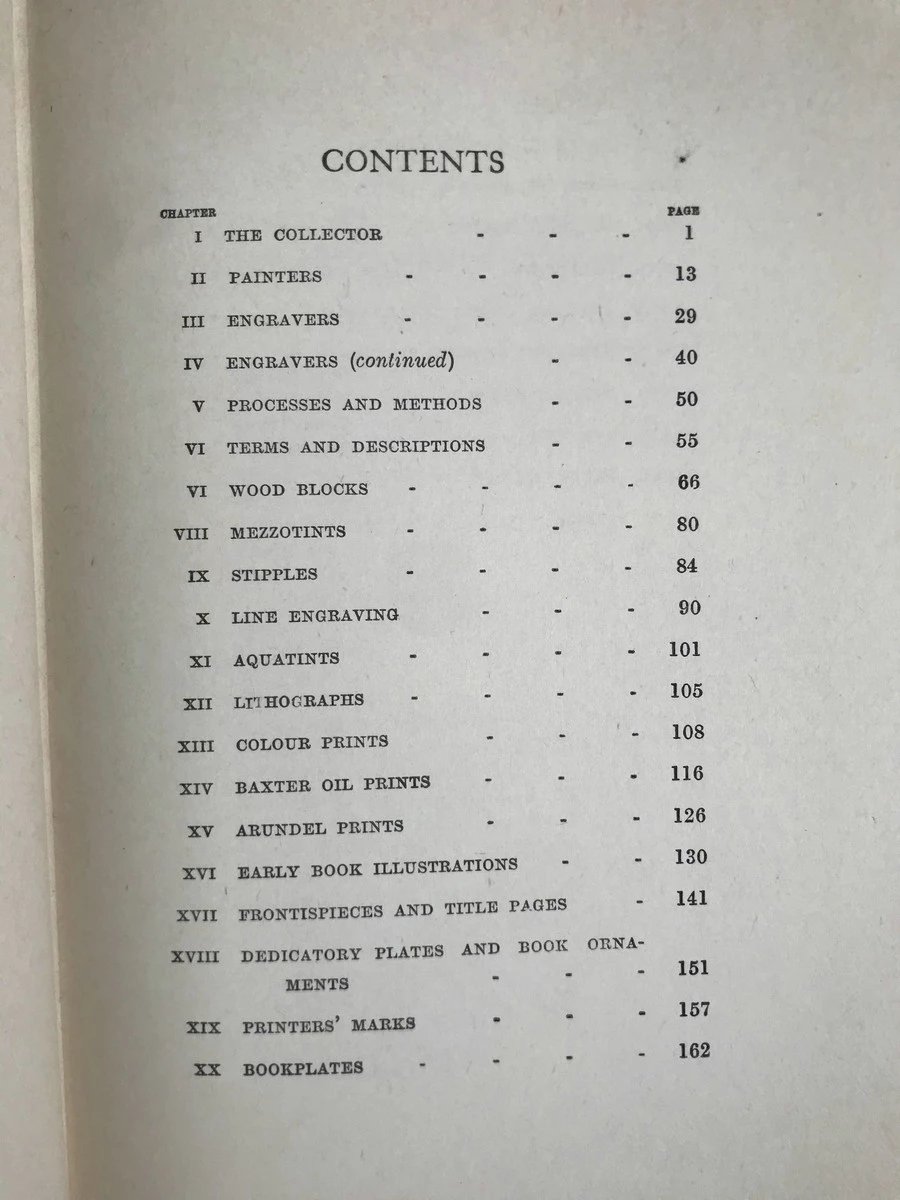 CONTENTS
CHAPTER PAGE
I THE COLLECTOR - - - 1
II PAINTERS - - - - 13
III ENGRAVERS - - - - 29
IV ENGRAVERS (continued) - - 40
V PROCESSES AND METHODS - - 50
VI TERMS AND DESCRIPTIONS - - 55
VI WOOD BLOCKS - - - - 66
VIII MEZZOTINTS - - - - 80
IX STIPPLES - - - - 84
X LINE ENGRAVING - - - 90
XI AQUATINTS - - - - 101
XII LITHOGRAPHS - - - - 105
XIII COLOUR PRINTS - - - 108
XIV BAXTER OIL PRINTS - - - 116
XV ARUNDEL PRINTS - - - 126
XVI EARLY BOOK ILLUSTRATIONS - - 130
XVII FRONTISPIECES AND TITLE PAGES - 141
XVIII DEDICATORY PLATES AND BOOK ORNA-
MENTS - - - 151
XIX PRINTERS' MARKS - - - 157
XX BOOKPLATES - - - - 162